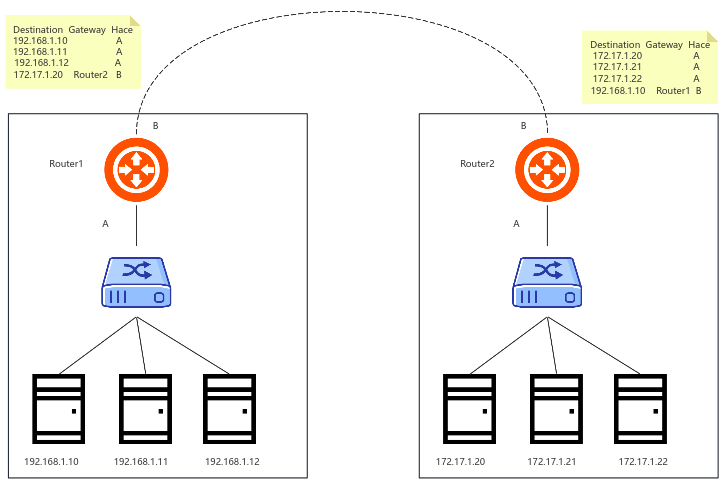 Destination Gateway Hace
192.168.1.10 A
192.168.1.11 A
192.168.1.12 A
172.17.1.20 Router2 B
Destination Gateway Hace
172.17.1.20 A
172.17.1.21 A
172.17.1.22 A
192.168.1.10 Router1 B
B
B
Router1
Router2
A
A
192.168.1.10
192.168.1.11
192.168.1.12
172.17.1.20
172.17.1.21
172.17.1.22